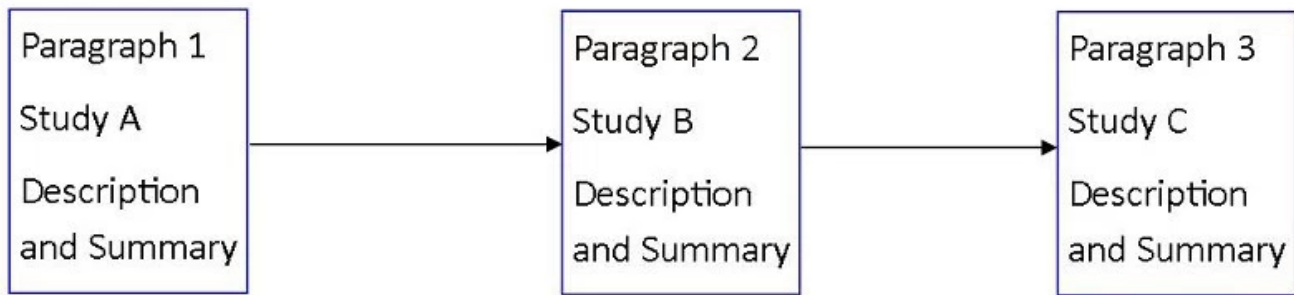 Paragraph 1
Study A
Description
and Summary
Paragraph 2
Study B
Description
and Summary
Paragraph 3
Study C
Description
and Summary